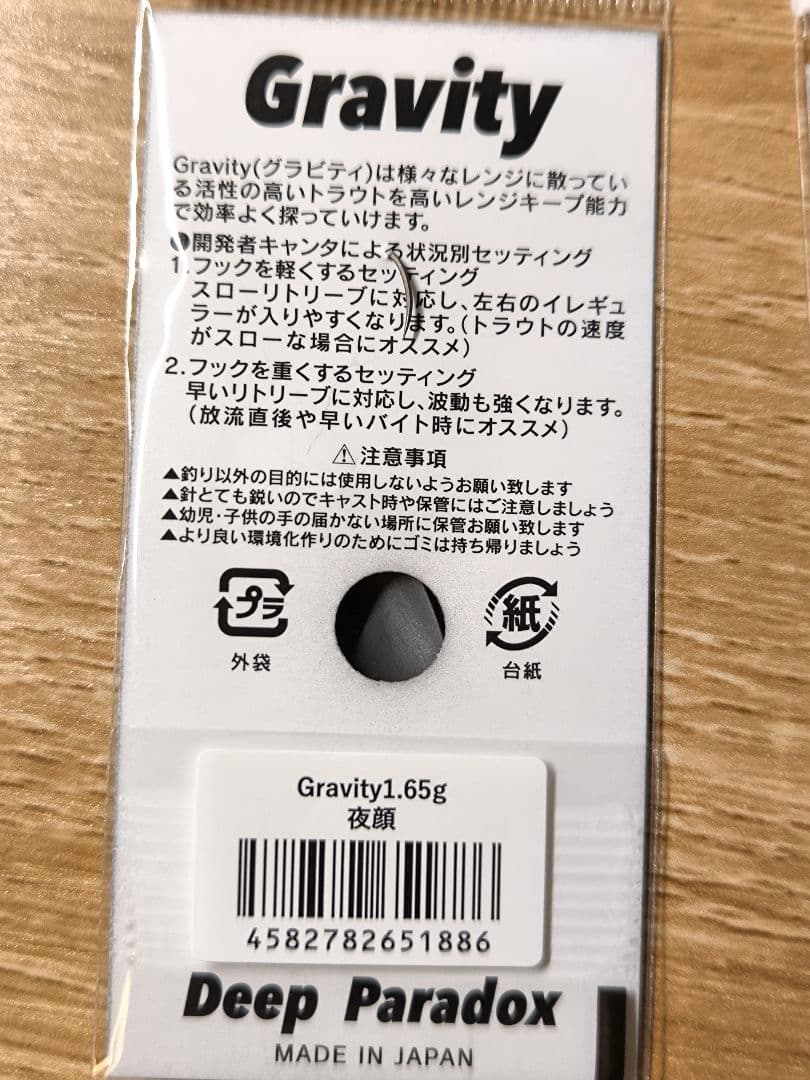 Gravity
Gravity(グラビティ)は様々なレンジに散ってい
る活性の高いトラウトを高いレンジキープ能力
で効率よく探っていけます。
●開発者キャンタによる状況別セッティング
1.フックを軽くするセッティング
スローリトリーブに対応し、左右のイレギュ
ラーが入りやすくなります。(トラウトの速度
がスローな場合にオススメ)
2.フックを重くするセッティング
早いリトリーブに対応し、波動も強くなります。
(放流直後や早いバイト時にオススメ)
⚠注意事項
▲釣り以外の目的には使用しないようお願い致します
▲針とても鋭いのでキャスト時や保管にはご注意しましょう
▲幼児・子供の手の届かない場所に保管お願い致します
▲より良い環境化作りのためにゴミは持ち帰りましょう
プラ 紙
外袋 台紙
Gravity1.65g
夜顔
4582782651886
Deep Paradox
MADE IN JAPAN